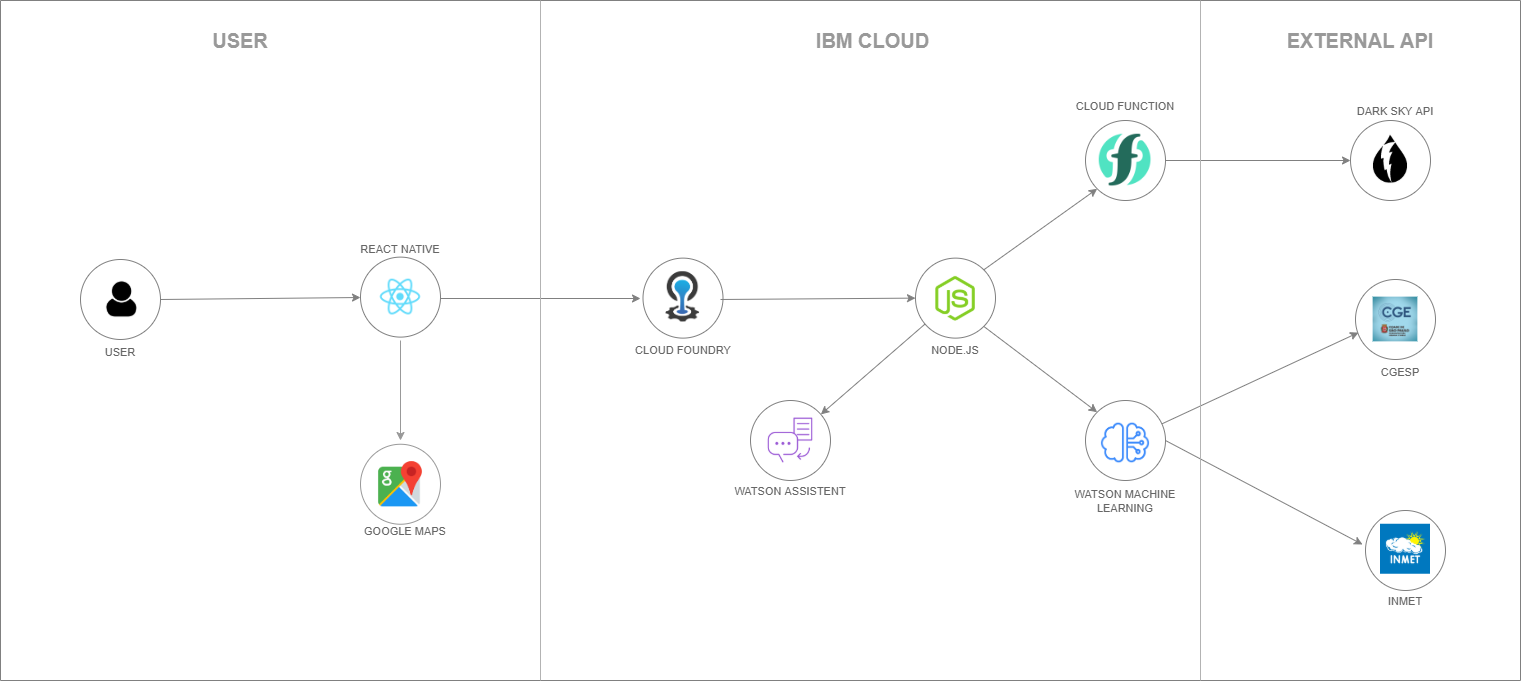 USER
IBM CLOUD
EXTERNAL API
CLOUD FUNCTION
DARK SKY API
REACT NATIVE
USER
CLOUD FOUNDRY
JS
NODE.JS
CGE
CGESP
g
GOOGLE MAPS
WATSON ASSISTENT
WATSON MACHINE
LEARNING
INMET
INMET